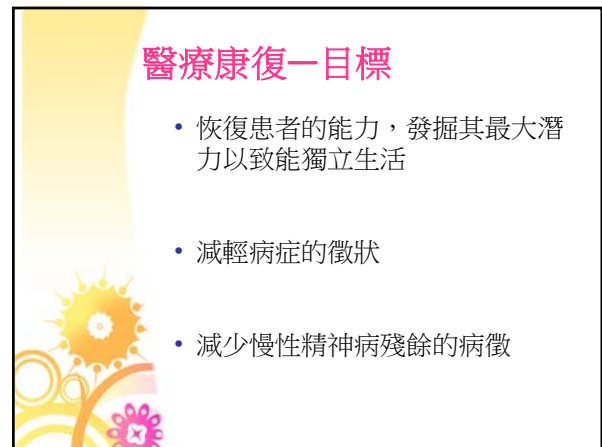 醫療康復—目標
• 恢復患者的能力，發掘其最大潛
力以致能獨立生活
• 減輕病症的徵狀
• 減少慢性精神病殘餘的病徵